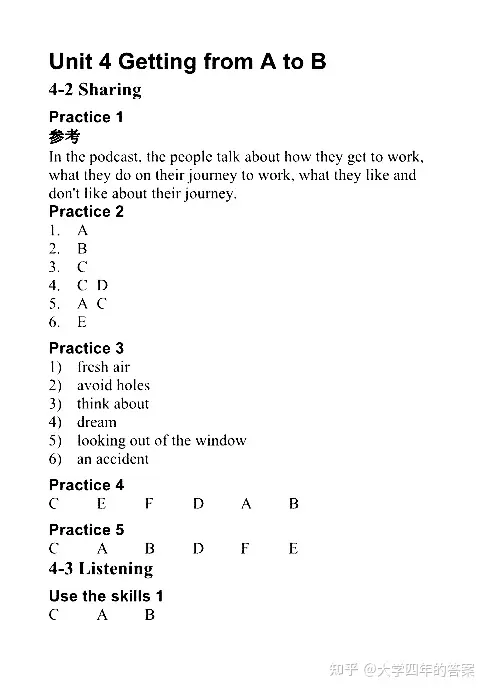 Unit 4 Getting from A to B
4-2 Sharing
Practice 1
参考
In the podcast, the people talk about how they get to work,
what they do on their journey to work, what they like and
don't like about their journey.
Practice 2
1. A
2. B
3. C
4. C D
5. A C
6. E
Practice 3
1) fresh air
2) avoid holes
3) think about
4) dream
5) looking out of the window
6) an accident
Practice 4
C E F D A B
Practice 5
C A B D F E
4-3 Listening
Use the skills 1
C A B
知乎 @大学四年的答案